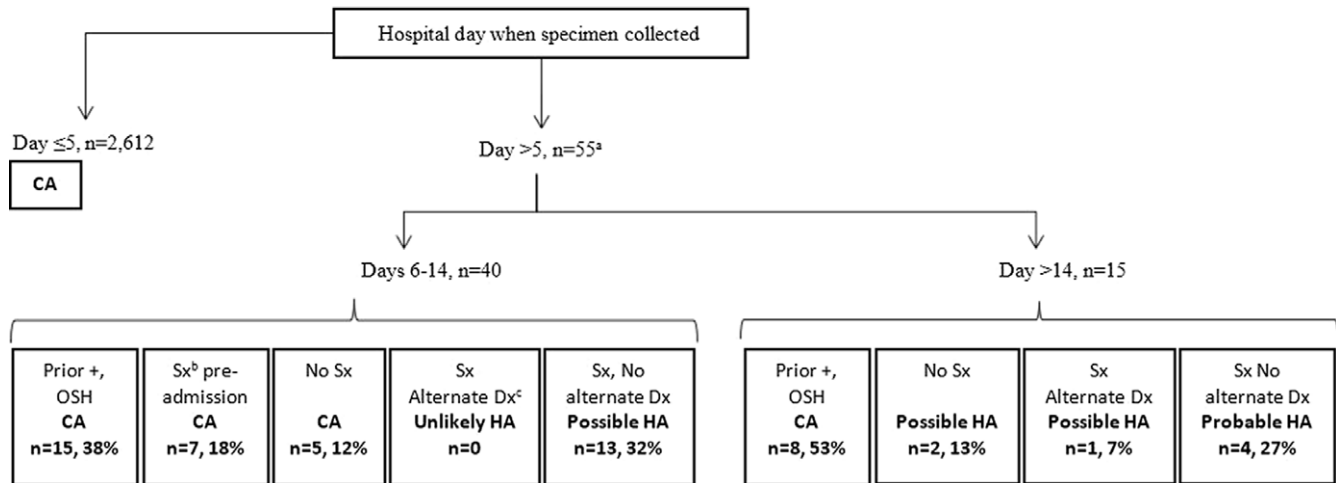 Hospital day when specimen collected
Day ≤5, n=2,612
CA
Day >5, n=55ᵃ
Days 6-14, n=40
Day >14, n=15
Prior +,
OSH
CA
n=15, 38%
Sxᵇ pre-
admission
CA
n=7, 18%
No Sx
CA
n=5, 12%
Sx
Alternate Dxᶜ
Unlikely HA
n=0
Sx, No
alternate Dx
Possible HA
n=13, 32%
Prior +,
OSH
CA
n=8, 53%
No Sx
Possible HA
n=2, 13%
Sx
Alternate Dx
Possible HA
n=1, 7%
Sx No
alternate Dx
Probable HA
n=4, 27%